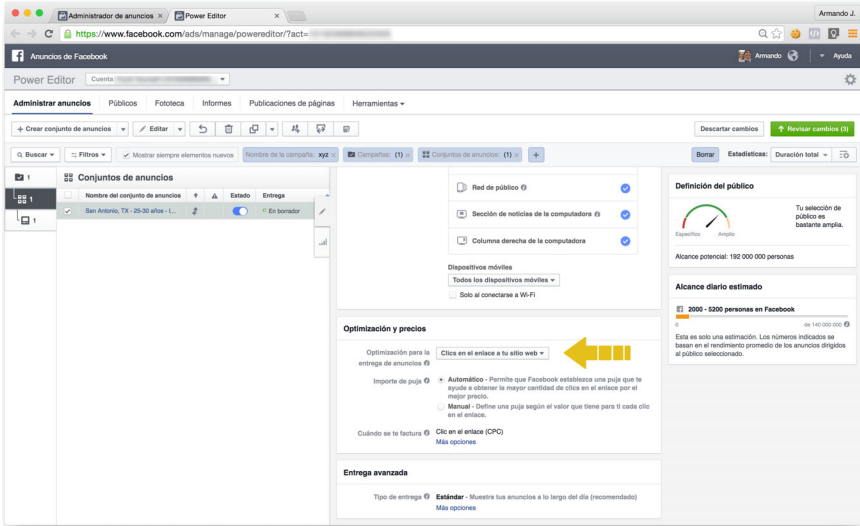 Administrador de anuncios
Power Editor
Armando J.
https://www.facebook.com/ads/manage/powereditor/?act=
Anuncios de Facebook
Armando
Ayuda
Power Editor
Cuenta
Administrar anuncios
Públicos
Fototeca
Informes
Publicaciones de páginas
Herramientas
+ Crear conjunto de anuncios
Editar
Descartar cambios
Revisar cambios (3)
Buscar
Filtros
Mostrar siempre elementos nuevos
Nombre de la campaña: xyz
Campañas: (1)
Conjuntos de anuncios: (1)
+
Borrar
Estadísticas: Duración total
1
1
1
Conjuntos de anuncios
Nombre del conjunto de anuncios
Estado
Entrega
San Antonio, TX - 25-30 años - I...
En borrador
Red de público
Sección de noticias de la computadora
Columna derecha de la computadora
Dispositivos móviles
Todos los dispositivos móviles
Solo al conectarse a Wi-Fi
Optimización y precios
Optimización para la
entrega de anuncios
Clics en el enlace a tu sitio web
Importe de puja
Automático - Permite que Facebook establezca una puja que te
ayude a obtener la mayor cantidad de clics en el enlace por el
mejor precio.
Manual - Define una puja según el valor que tiene para ti cada clic
en el enlace.
Cuándo se te factura
Clic en el enlace (CPC)
Más opciones
Entrega avanzada
Tipo de entrega
Estándar - Muestra tus anuncios a lo largo del día (recomendado)
Más opciones
Definición del público
Específico
Amplio
Tu selección de
público es
bastante amplia.
Alcance potencial: 192 000 000 personas
Alcance diario estimado
2000 - 5200 personas en Facebook
0
de 140 000 000
Esta es solo una estimación. Los números indicados se
basan en el rendimiento promedio de los anuncios dirigidos
al público seleccionado.